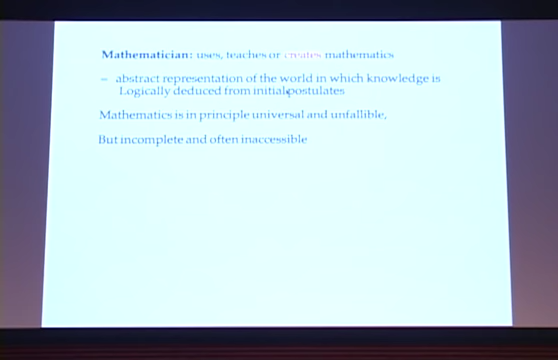 Mathematician: uses, teaches or creates mathematics
– abstract representation of the world in which knowledge is
Logically deduced from initial postulates
Mathematics is in principle universal and unfallible,
But incomplete and often inaccessible